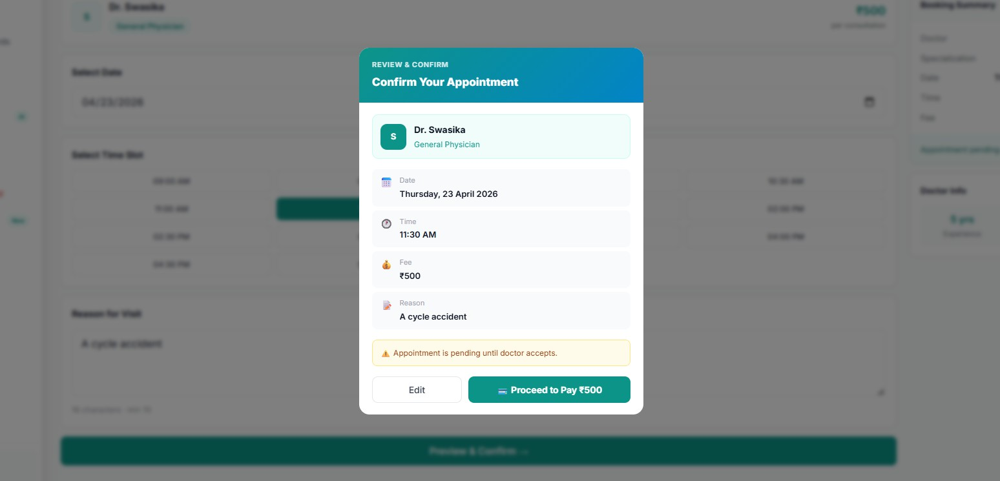 Dr. Swasika
S
General Physician
₹500
per consultation
Booking Summary
Doctor
Specialization
Date
Time
Fee
Appointment pending
Select Date
04/23/2026
Select Time Slot
09:00 AM
10:30 AM
11:00 AM
02:00 PM
02:30 PM
04:00 PM
04:30 PM
Doctor Info
5 yrs
Experience
Reason for Visit
A cycle accident
Preview & Confirm →
REVIEW & CONFIRM
Confirm Your Appointment
S
Dr. Swasika
General Physician
Date
Thursday, 23 April 2026
Time
11:30 AM
Fee
₹500
Reason
A cycle accident
Appointment is pending until doctor accepts.
Edit
Proceed to Pay ₹500